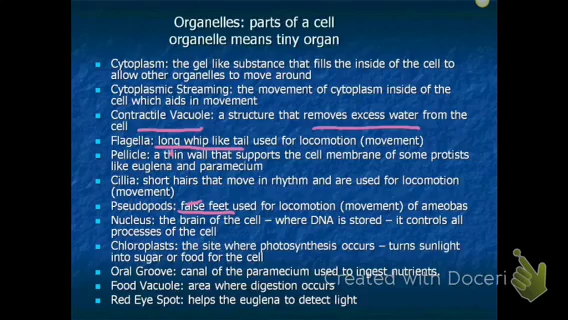 Organelles: parts of a cell
organelle means tiny organ
Cytoplasm: the gel like substance that fills the inside of the cell to
allow other organelles to move around
Cytoplasmic Streaming: the movement of cytoplasm inside of the
cell which aids in movement
Contractile Vacuole: a structure that removes excess water from the
cell
Flagella: long whip like tail used for locomotion (movement)
Pellicle: a thin wall that supports the cell membrane of some protists
like euglena and paramecium
Cillia: short hairs that move in rhythm and are used for locomotion
(movement)
Pseudopods: false feet used for locomotion (movement) of ameobas
Nucleus: the brain of the cell – where DNA is stored – it controls all
processes of the cell
Chloroplasts: the site where photosynthesis occurs – turns sunlight
into sugar or food for the cell
Oral Groove: canal of the paramecium used to ingest nutrients.
Created with Doceri
Food Vacuole: area where digestion occurs
Red Eye Spot: helps the euglena to detect light